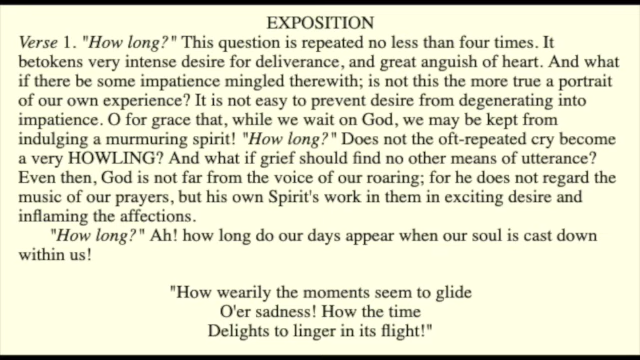 EXPOSITION
Verse 1. "How long?" This question is repeated no less than four times. It
betokens very intense desire for deliverance, and great anguish of heart. And what
if there be some impatience mingled therewith; is not this the more true a portrait
of our own experience? It is not easy to prevent desire from degenerating into
impatience. O for grace that, while we wait on God, we may be kept from
indulging a murmuring spirit! "How long?" Does not the oft-repeated cry become
a very HOWLING? And what if grief should find no other means of utterance?
Even then, God is not far from the voice of our roaring; for he does not regard the
music of our prayers, but his own Spirit's work in them in exciting desire and
inflaming the affections.
"How long?" Ah! how long do our days appear when our soul is cast down
within us!
"How wearily the moments seem to glide
O'er sadness! How the time
Delights to linger in its flight!"